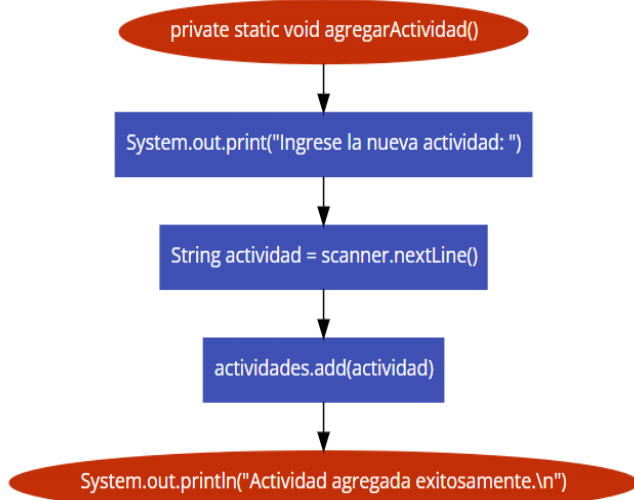 private static void agregarActividad()
System.out.print("Ingrese la nueva actividad: ")
String actividad = scanner.nextLine()
actividades.add(actividad)
System.out.println("Actividad agregada exitosamente.\n")